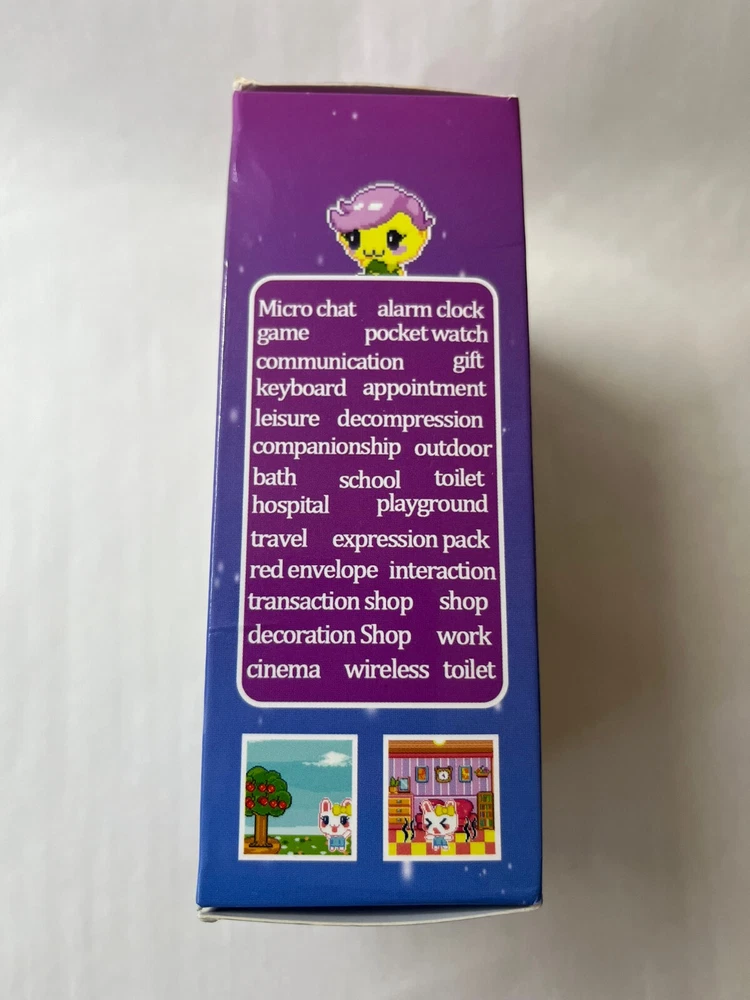 Micro chat alarm clock
game pocket watch
communication gift
keyboard appointment
leisure decompression
companionship outdoor
bath school toilet
hospital playground
travel expression pack
red envelope interaction
transaction shop shop
decoration Shop work
cinema wireless toilet